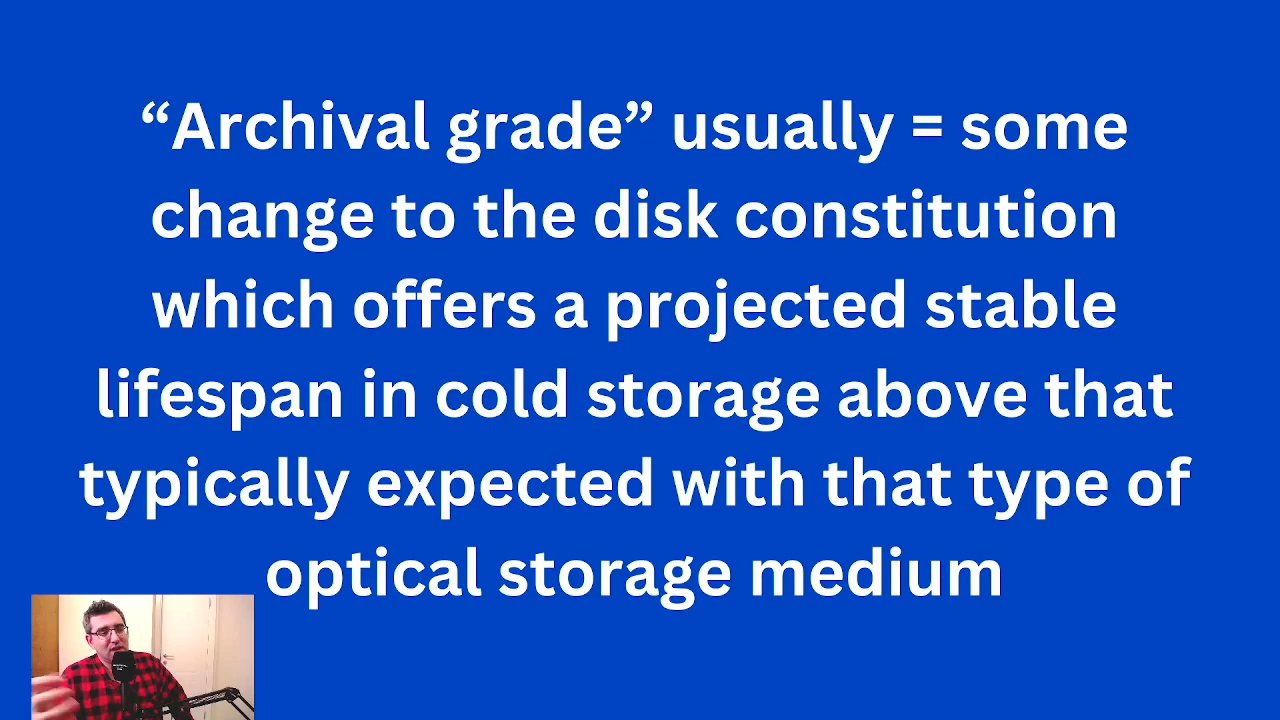 “Archival grade” usually = some
change to the disk constitution
which offers a projected stable
lifespan in cold storage above that
typically expected with that type of
optical storage medium